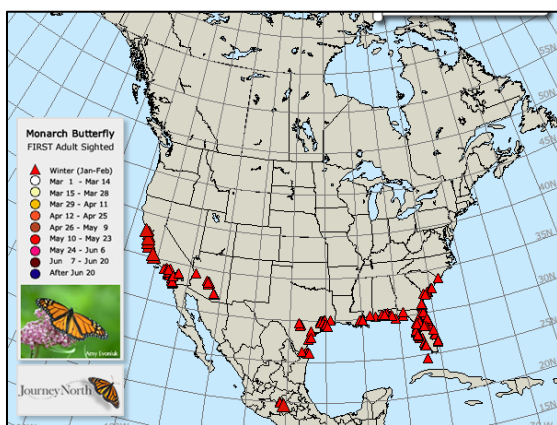 Monarch Butterfly
FIRST Adult Sighted
Winter (Jan-Feb)
Mar 1 - Mar 14
Mar 15 - Mar 28
Mar 29 - Apr 11
Apr 12 - Apr 25
Apr 26 - May 9
May 10 - May 23
May 24 - Jun 6
Jun 7 - Jun 20
After Jun 20
JourneyNorth
55N
50N
45N
40N
35N
30N
25N
20N
15N